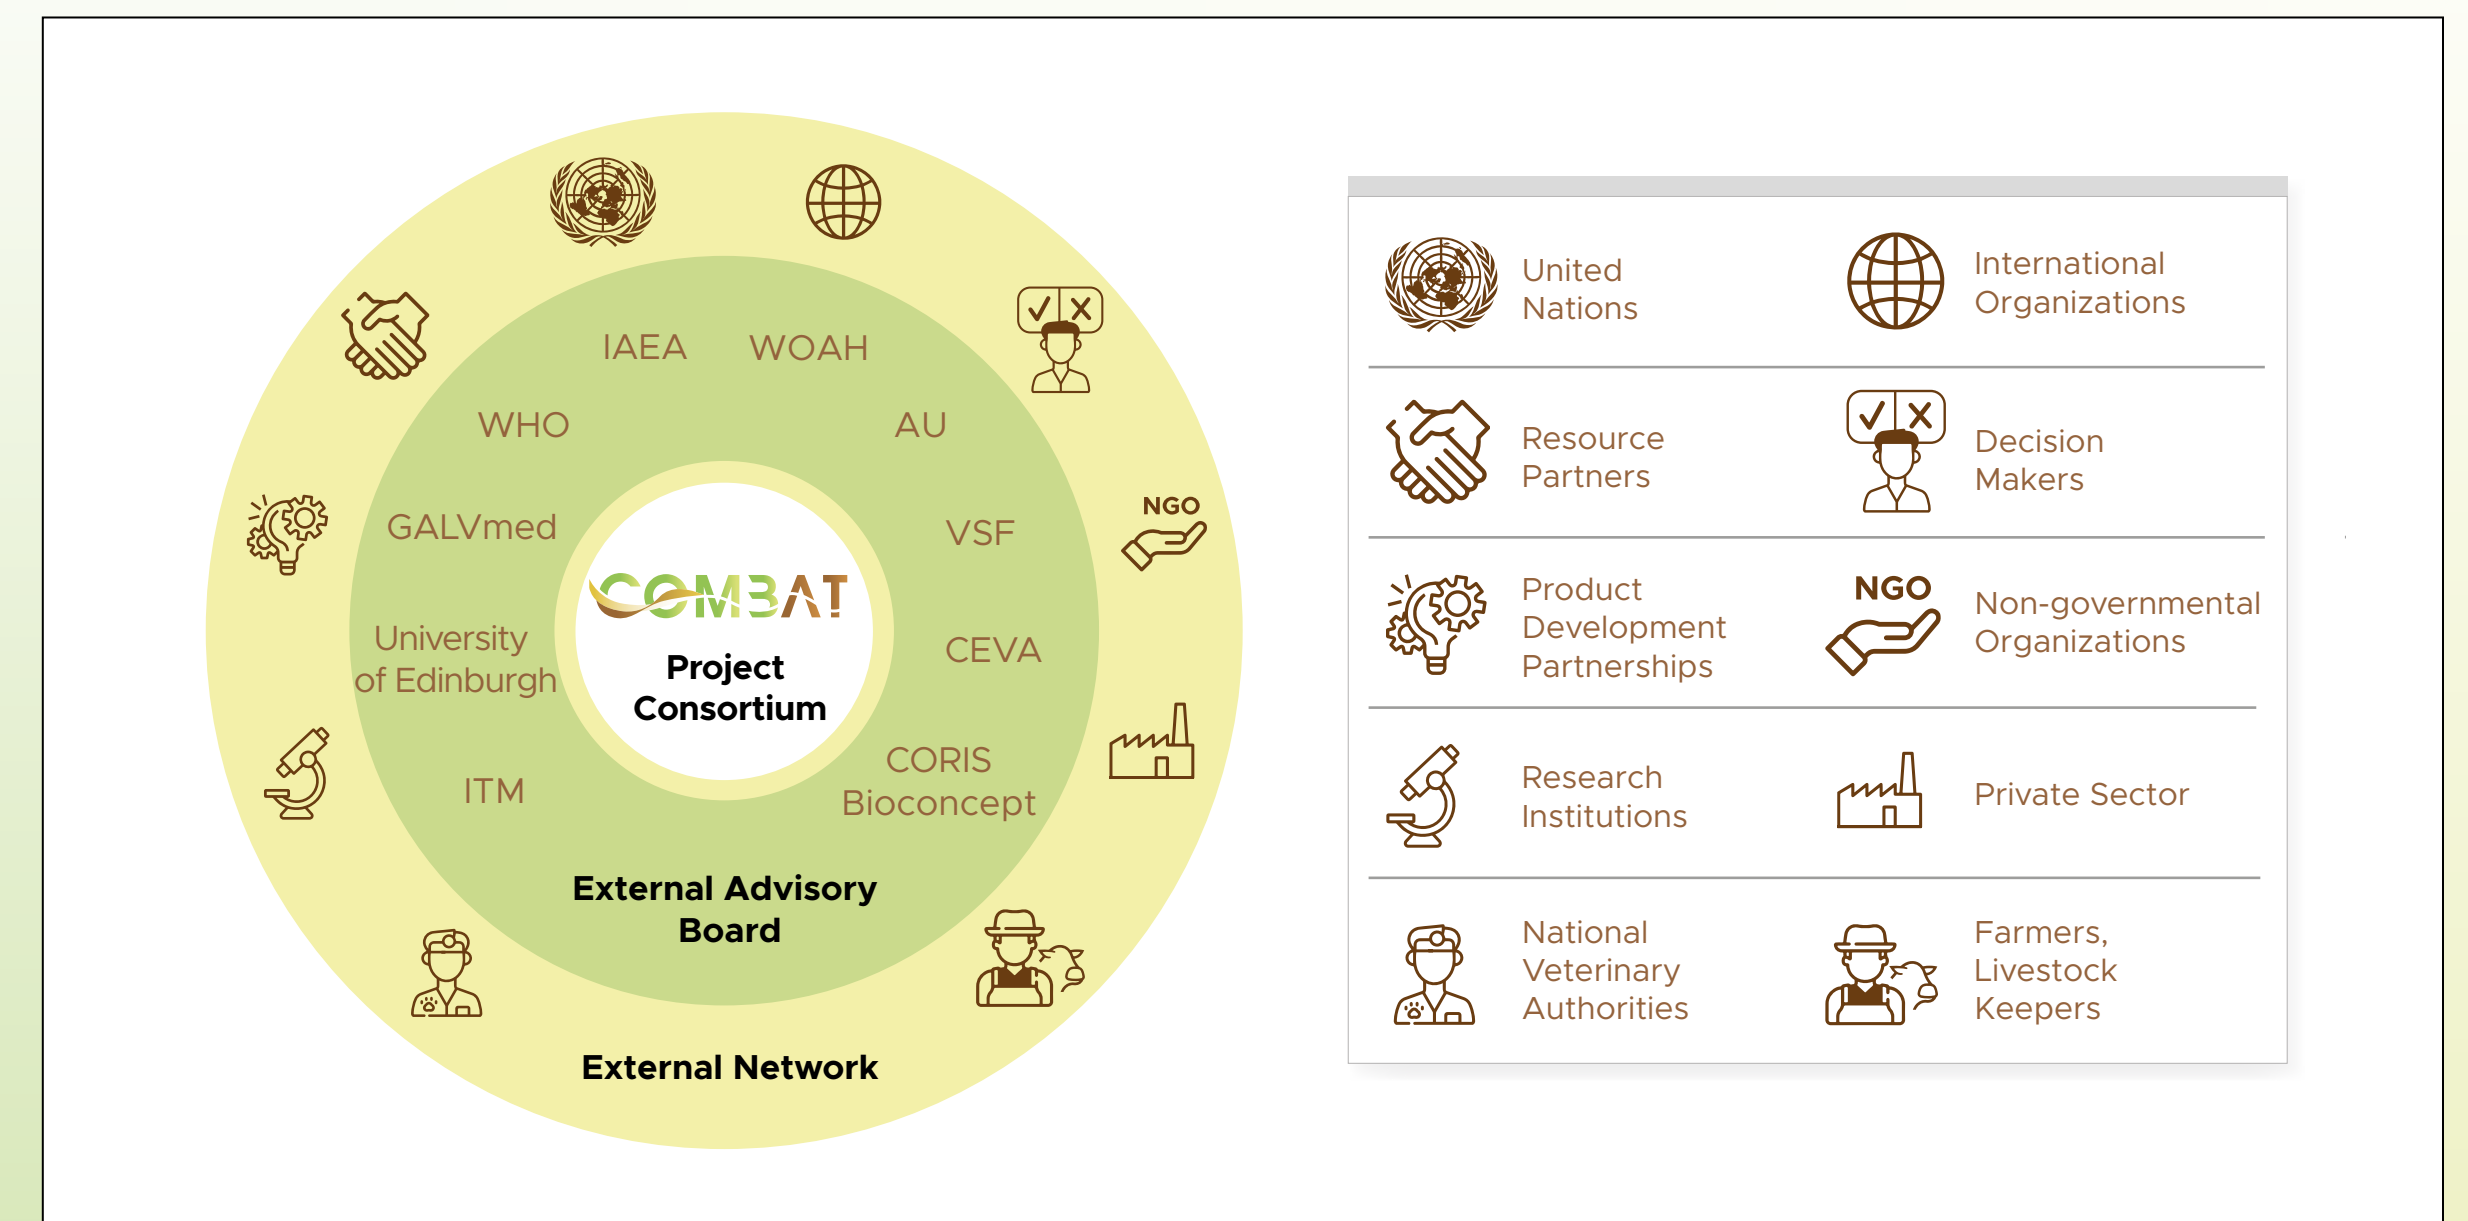 IAEA
WOAH
WHO
AU
GALVmed
VSF
COMBAT
Project
Consortium
University
of Edinburgh
CEVA
ITM
CORIS
Bioconcept
External Advisory
Board
External Network
NGO
United
Nations
International
Organizations
Resource
Partners
Decision
Makers
Product
Development
Partnerships
NGO
Non-governmental
Organizations
Research
Institutions
Private Sector
National
Veterinary
Authorities
Farmers,
Livestock
Keepers